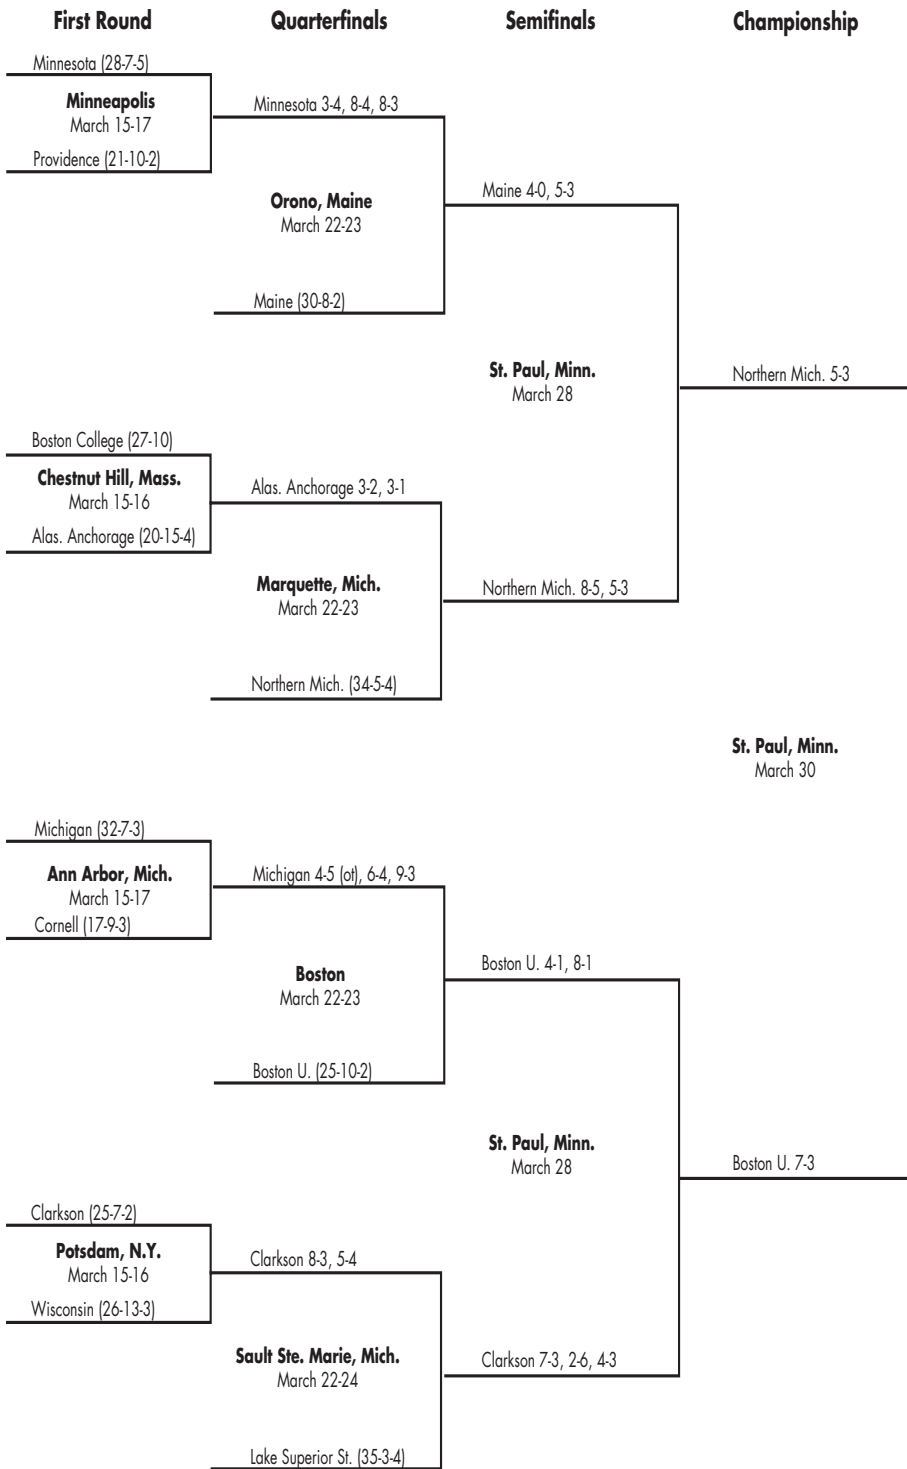 First Round Quarterfinals Semifinals Championship
Minnesota (28-7-5)
Minneapolis
March 15-17
Providence (21-10-2)
Minnesota 3-4, 8-4, 8-3
Orono, Maine
March 22-23
Maine (30-8-2)
Maine 4-0, 5-3
St. Paul, Minn.
March 28
Northern Mich. 5-3
Boston College (27-10)
Chestnut Hill, Mass.
March 15-16
Alas. Anchorage (20-15-4)
Alas. Anchorage 3-2, 3-1
Marquette, Mich.
March 22-23
Northern Mich. (34-5-4)
Northern Mich. 8-5, 5-3
St. Paul, Minn.
March 30
Michigan (32-7-3)
Ann Arbor, Mich.
March 15-17
Cornell (17-9-3)
Michigan 4-5 (ot), 6-4, 9-3
Boston
March 22-23
Boston U. (25-10-2)
Boston U. 4-1, 8-1
St. Paul, Minn.
March 28
Boston U. 7-3
Clarkson (25-7-2)
Potsdam, N.Y.
March 15-16
Wisconsin (26-13-3)
Clarkson 8-3, 5-4
Sault Ste. Marie, Mich.
March 22-24
Lake Superior St. (35-3-4)
Clarkson 7-3, 2-6, 4-3